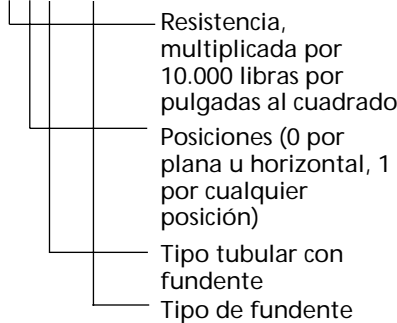 Resistencia,
multiplicada por
10.000 libras por
pulgadas al cuadrado
Posiciones (0 por
plana u horizontal, 1
por cualquier
posición)
Tipo tubular con
fundente
Tipo de fundente